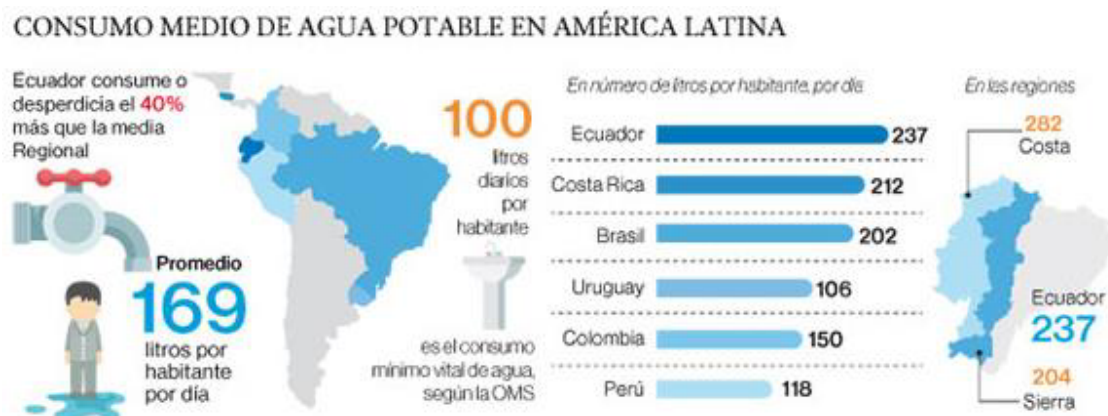 CONSUMO MEDIO DE AGUA POTABLE EN AMÉRICA LATINA
Ecuador consume o
desperdicia el 40%
más que la media
Regional
Promedio
169
litros por
habitante
por día
100
litros
diarios
por
habitante
es el consumo
mínimo vital de agua,
según la OMS
En número de litros por habitante, por día
Ecuador 237
Costa Rica 212
Brasil 202
Uruguay 106
Colombia 150
Perú 118
En las regiones
282
Costa
Ecuador
237
204
Sierra